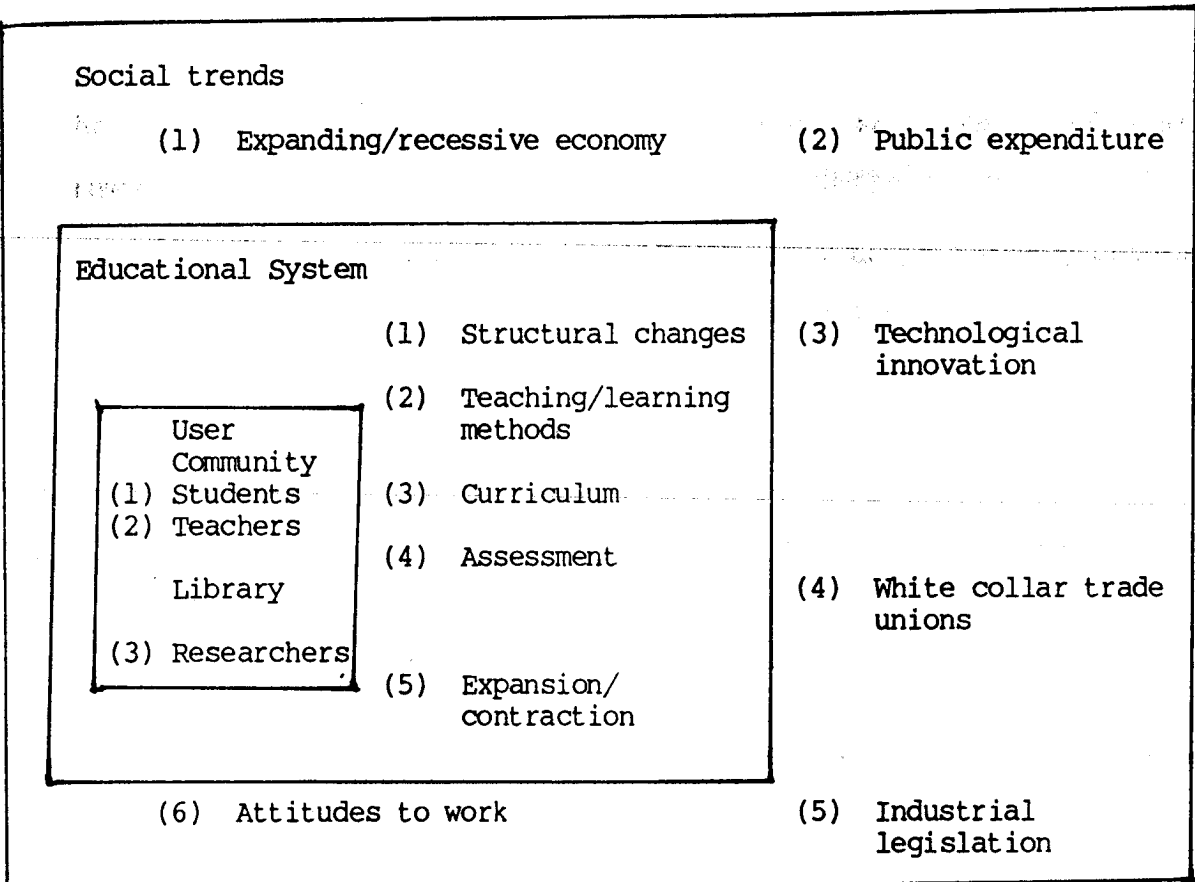 Social trends
(1) Expanding/recessive economy
(2) Public expenditure
Educational System
(1) Structural changes
(2) Teaching/learning
methods
(3) Curriculum
(4) Assessment
(5) Expansion/
contraction
User
Community
(1) Students
(2) Teachers
Library
(3) Researchers
(3) Technological
innovation
(4) White collar trade
unions
(5) Industrial
legislation
(6) Attitudes to work